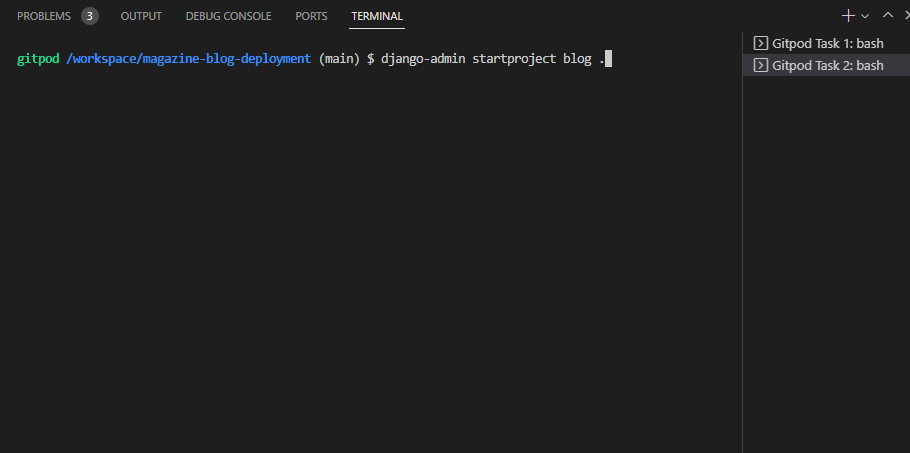 PROBLEMS 3 OUTPUT DEBUG CONSOLE PORTS TERMINAL
gitpod /workspace/magazine-blog-deployment (main) $ django-admin startproject blog .
Gitpod Task 1: bash
Gitpod Task 2: bash